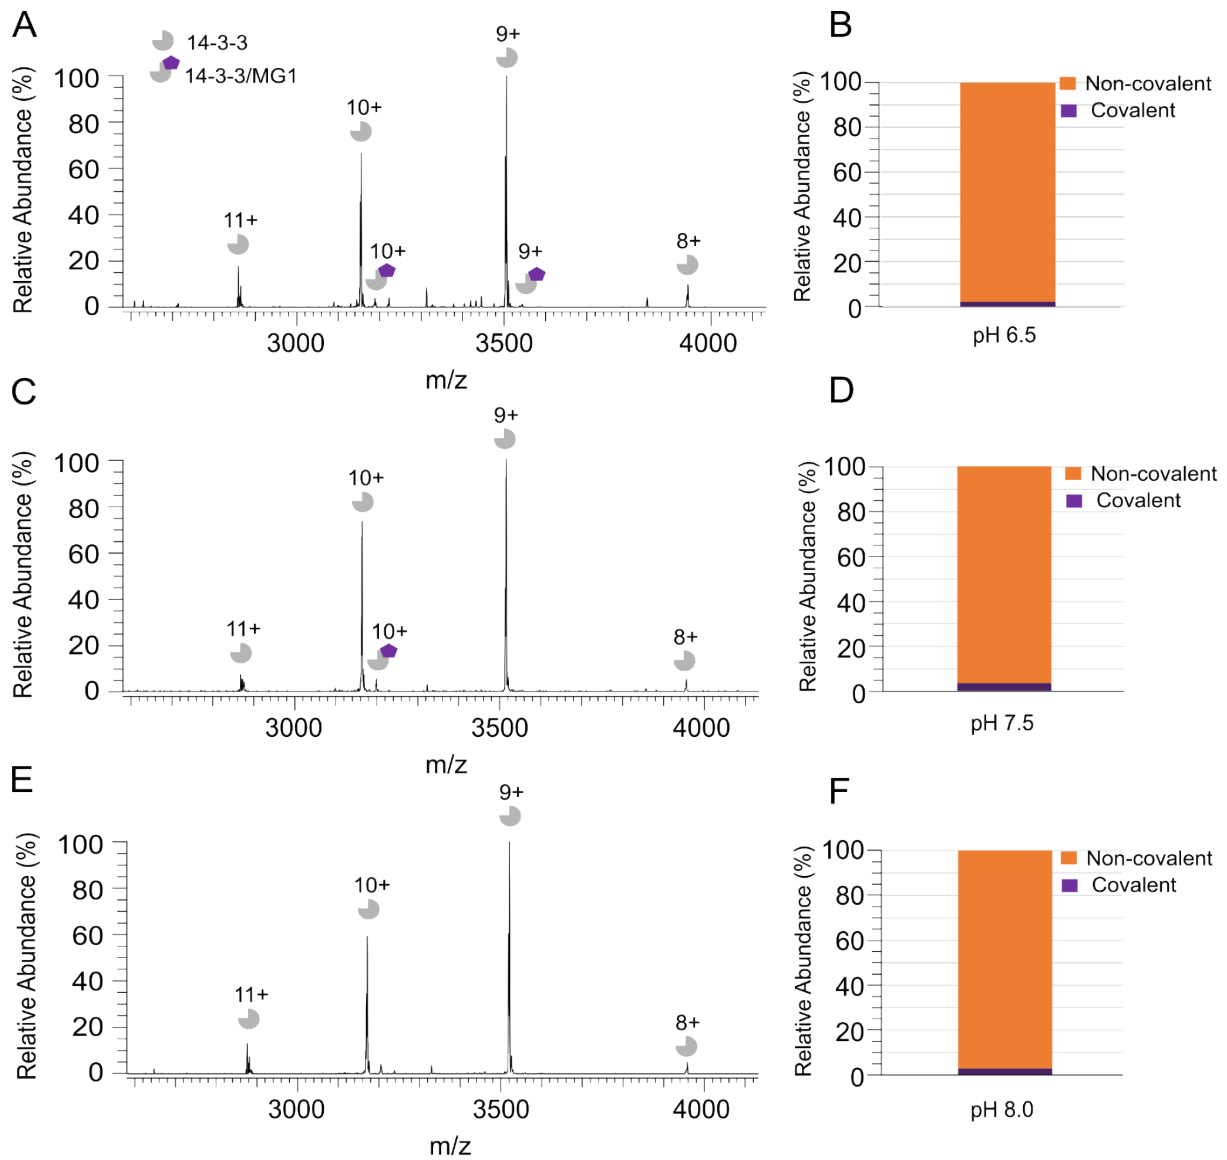 A
14-3-3
14-3-3/MG1
Relative Abundance (%)
100
80
60
40
20
0
11+
10+
10+
9+
9+
8+
3000
3500
4000
m/z
B
Relative Abundance (%)
100
80
60
40
20
0
Non-covalent
Covalent
pH 6.5
C
Relative Abundance (%)
100
80
60
40
20
0
11+
10+
10+
9+
8+
3000
3500
4000
m/z
D
Relative Abundance (%)
100
80
60
40
20
0
Non-covalent
Covalent
pH 7.5
E
Relative Abundance (%)
100
80
60
40
20
0
11+
10+
9+
8+
3000
3500
4000
m/z
F
Relative Abundance (%)
100
80
60
40
20
0
Non-covalent
Covalent
pH 8.0